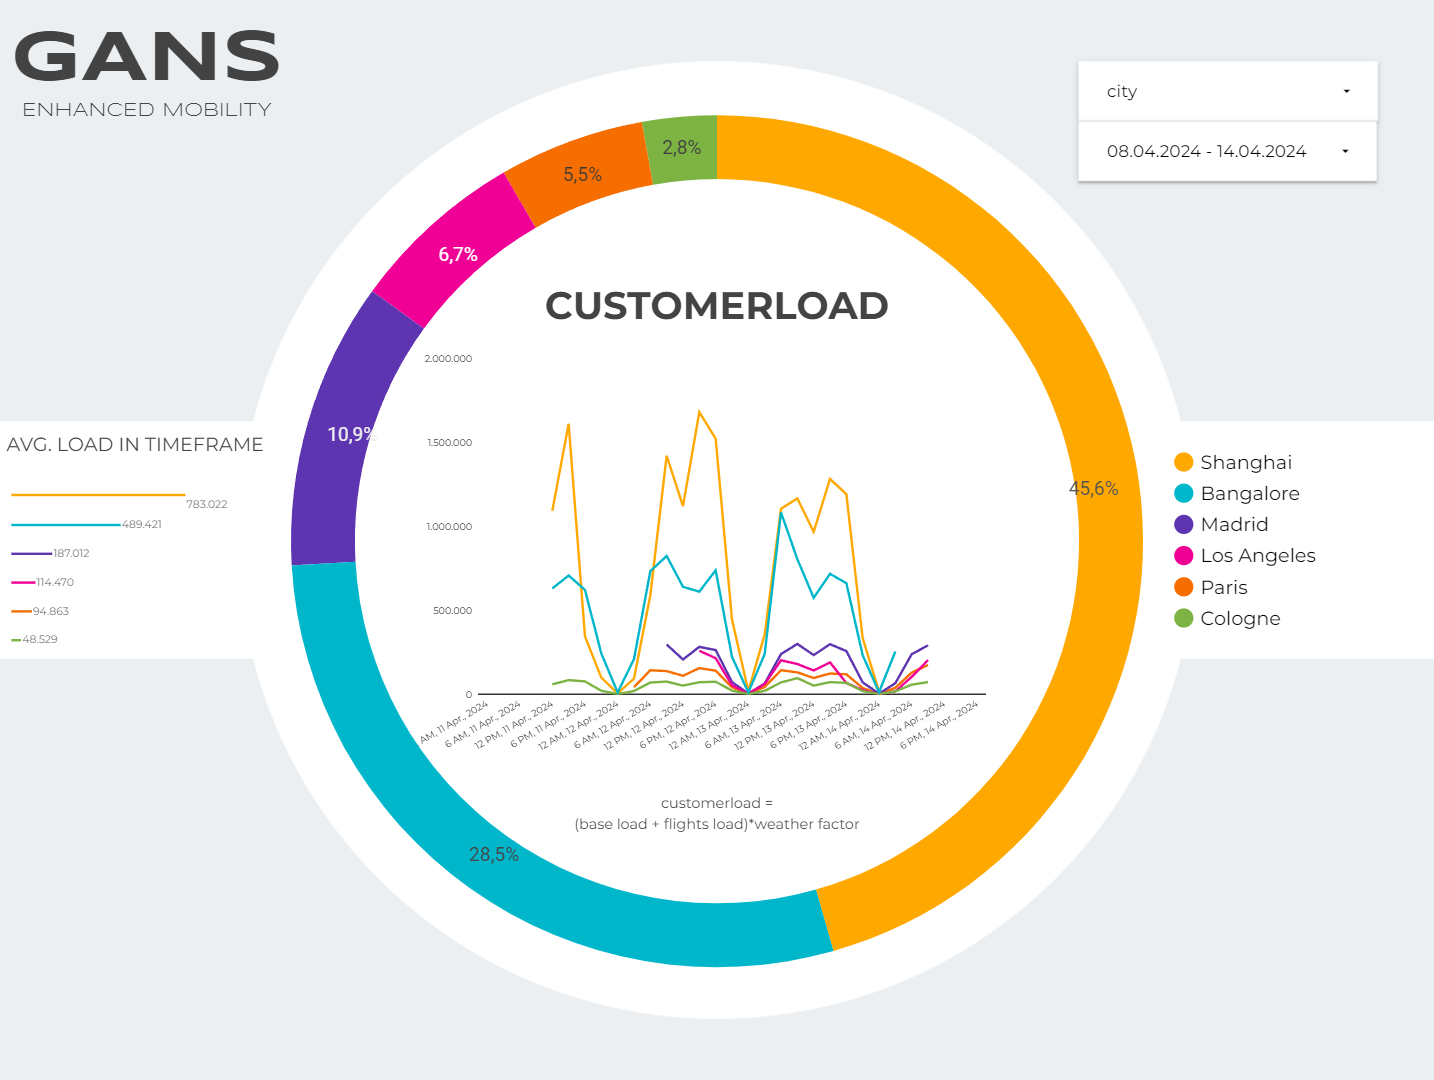 GANS
ENHANCED MOBILITY
city
08.04.2024 - 14.04.2024
2,8%
5,5%
6,7%
10,9%
45,6%
28,5%
CUSTOMERLOAD
2.000.000
1.500.000
1.000.000
500.000
0
AM, 11 Apr., 2024
6 AM, 11 Apr., 2024
12 PM, 11 Apr., 2024
6 PM, 11 Apr., 2024
12 AM, 12 Apr., 2024
6 AM, 12 Apr., 2024
12 PM, 12 Apr., 2024
6 PM, 12 Apr., 2024
12 AM, 13 Apr., 2024
6 AM, 13 Apr., 2024
12 PM, 13 Apr., 2024
6 PM, 13 Apr., 2024
12 AM, 14 Apr., 2024
6 AM, 14 Apr., 2024
12 PM, 14 Apr., 2024
6 PM, 14 Apr., 2024
customerload =
(base load + flights load)*weather factor
AVG. LOAD IN TIMEFRAME
783.022
489.421
187.012
114.470
94.863
48.529
Shanghai
Bangalore
Madrid
Los Angeles
Paris
Cologne